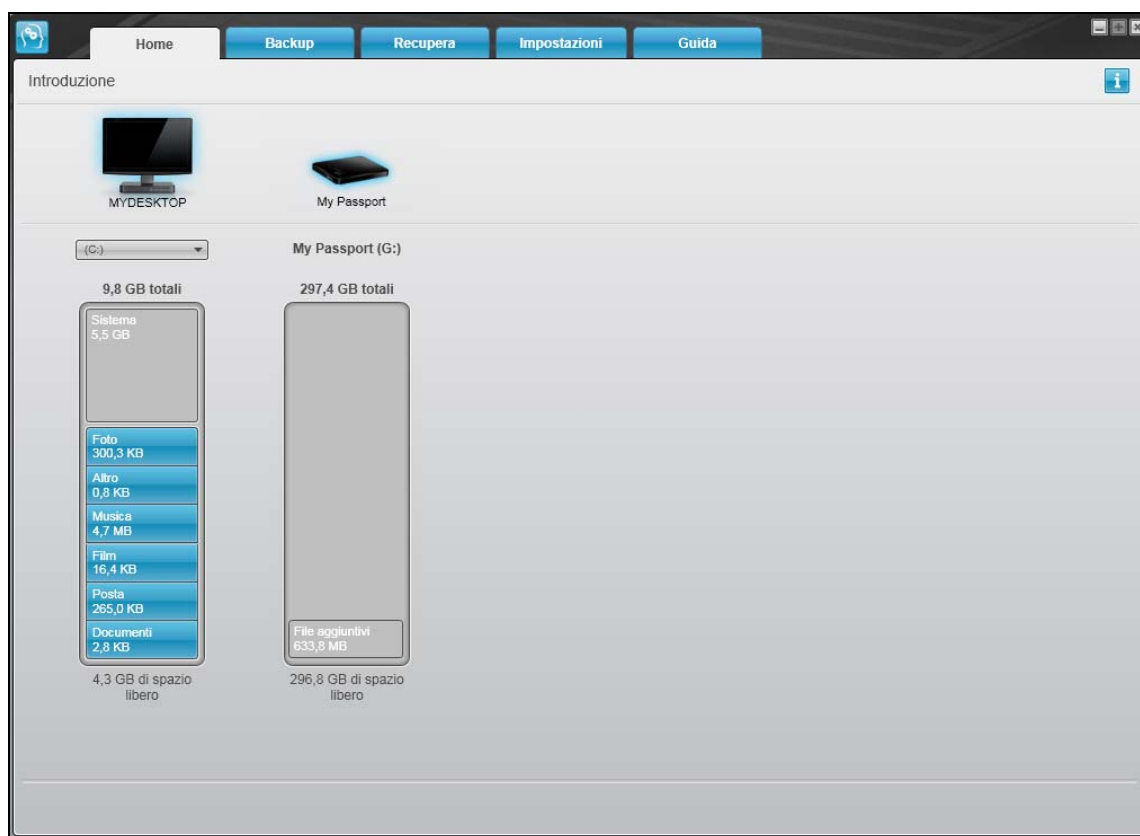 Home
Backup
Recupera
Impostazioni
Guida
Introduzione
i
MYDESKTOP
My Passport
(C:)
My Passport (G:)
9,8 GB totali
297,4 GB totali
Sistema
5,5 GB
Foto
300,3 KB
Altro
0,8 KB
Musica
4,7 MB
Film
16,4 KB
Posta
265,0 KB
Documenti
2,8 KB
File aggiuntivi
633,8 MB
4,3 GB di spazio
libero
296,8 GB di spazio
libero